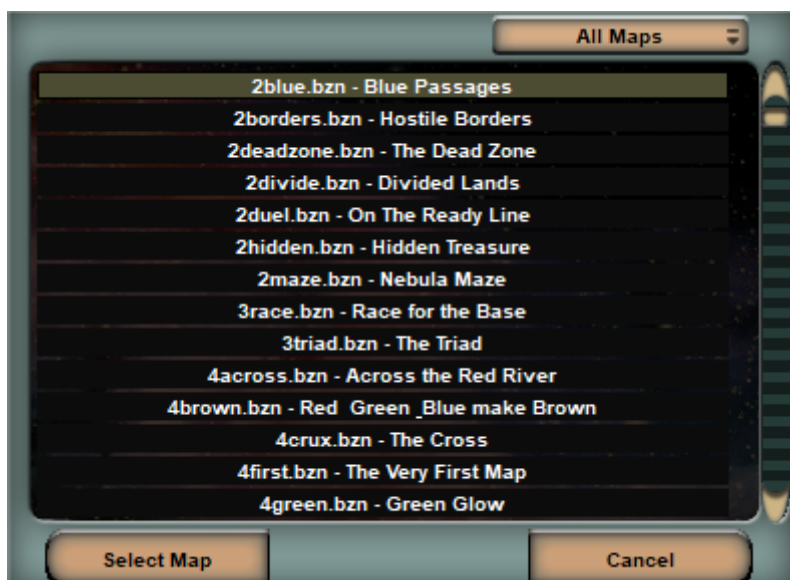 All Maps
2blue.bzn - Blue Passages
2borders.bzn - Hostile Borders
2deadzone.bzn - The Dead Zone
2divide.bzn - Divided Lands
2duel.bzn - On The Ready Line
2hidden.bzn - Hidden Treasure
2maze.bzn - Nebula Maze
3race.bzn - Race for the Base
3triad.bzn - The Triad
4across.bzn - Across the Red River
4brown.bzn - Red  Green _Blue make Brown
4crux.bzn - The Cross
4first.bzn - The Very First Map
4green.bzn - Green Glow
Select Map
Cancel